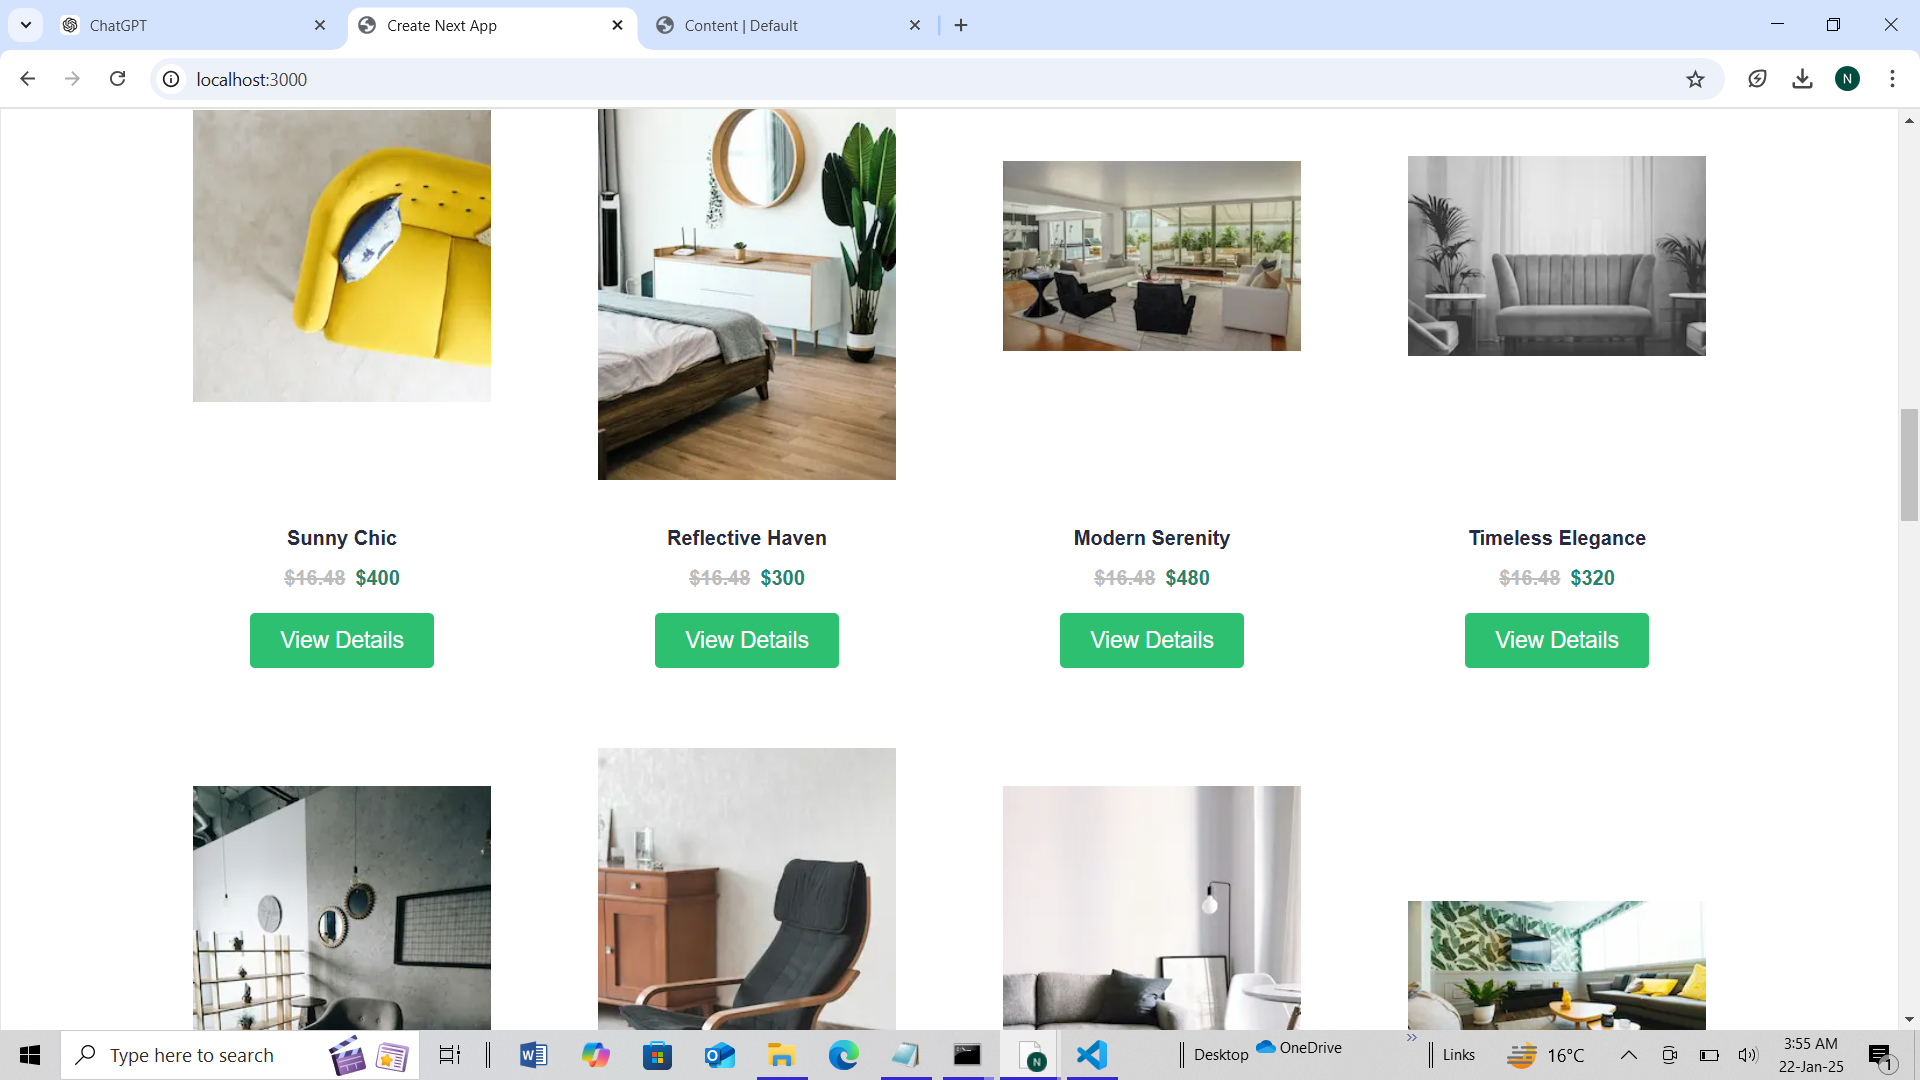 ChatGPT
Create Next App
Content | Default
localhost:3000
N
Sunny Chic
Reflective Haven
Modern Serenity
Timeless Elegance
$16.48 $400
$16.48 $300
$16.48 $480
$16.48 $320
View Details
View Details
View Details
View Details
Type here to search
Desktop
OneDrive
Links
16°C
3:55 AM
22-Jan-25
1